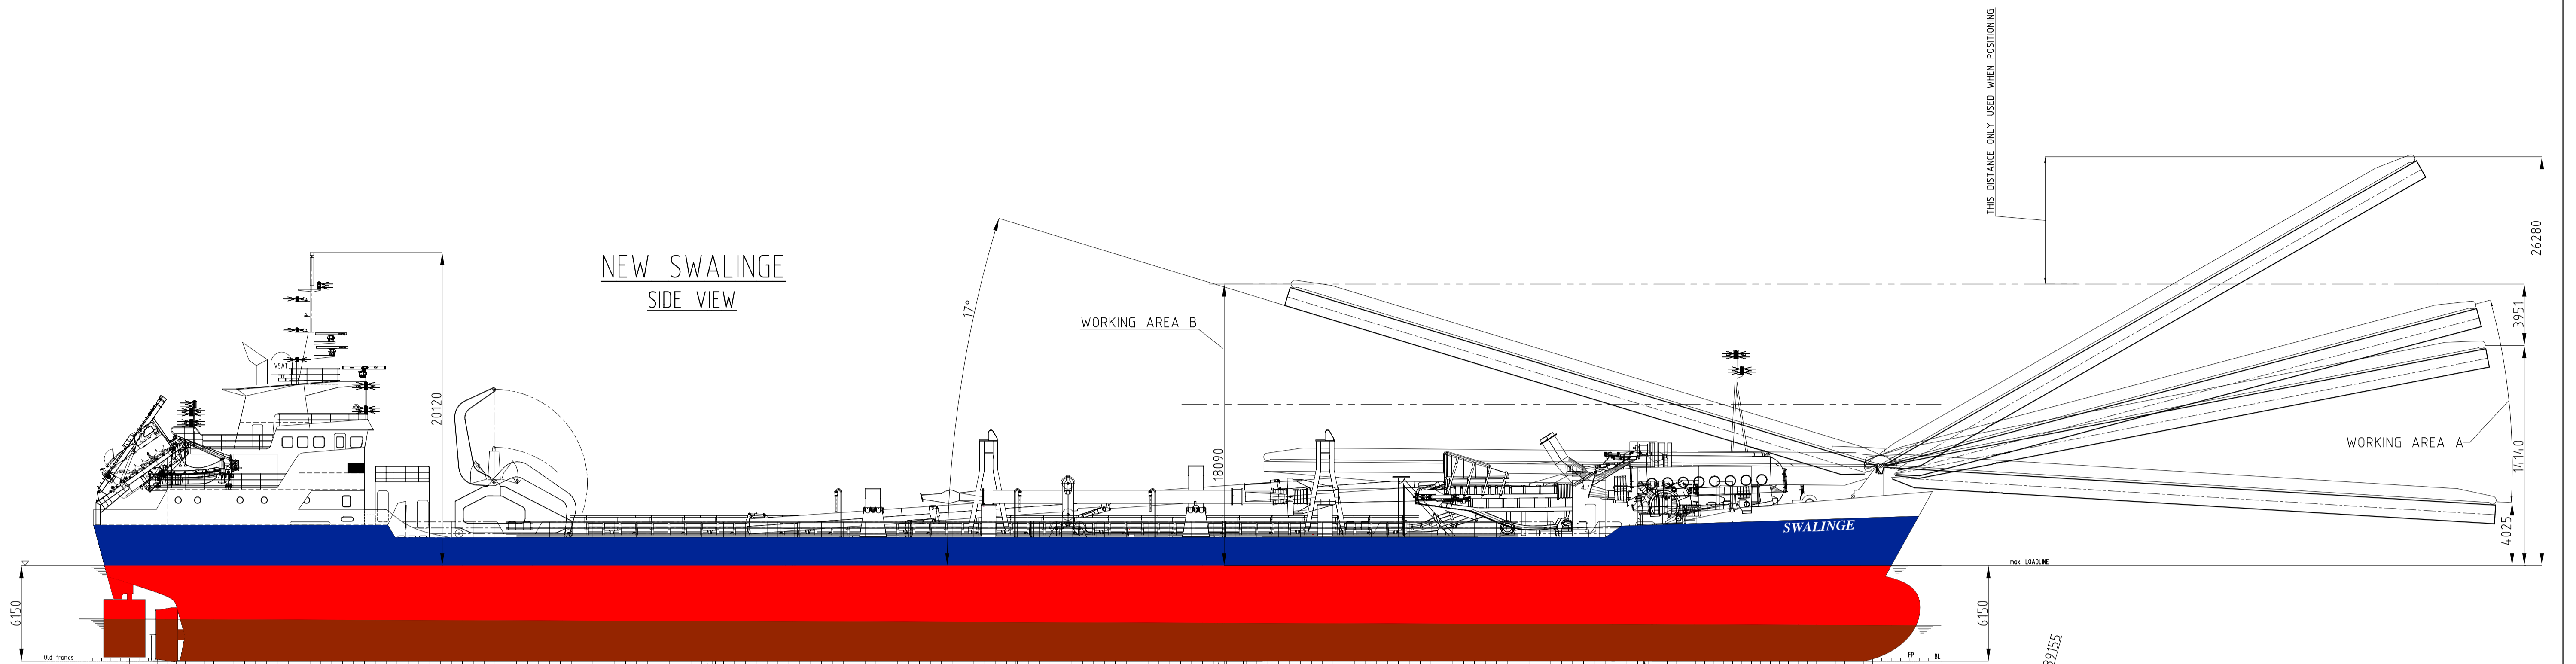 THIS DISTANCE ONLY USED WHEN POSITIONING
26280
NEW SWALINGE
SIDE VIEW
17°
WORKING AREA B
3951
VSAT
20120
18090
WORKING AREA A
14140
SWALINGE
4025
max. LOADLINE
6150
6150
Old frames
FP
BL
39155